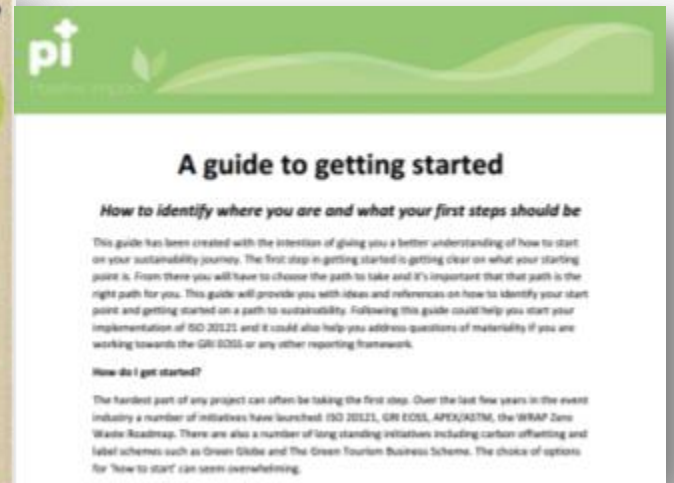 pi
Positive Impact
A guide to getting started
How to identify where you are and what your first steps should be
This guide has been created with the intention of giving you a better understanding of how to start
on your sustainability journey. The first step in getting started is getting clear on what your starting
point is. From there you will have to choose the path to take and it's important that that path is the
right path for you. This guide will provide you with ideas and references on how to identify your start
point and getting started on a path to sustainability. Following this guide could help you start your
implementation of ISO 20121 and it could also help you address questions of materiality if you are
working towards the GRI EOSS or any other reporting framework.
How do I get started?
The hardest part of any project can often be taking the first step. Over the last few years in the event
industry a number of initiatives have launched: ISO 20121, GRI EOSS, APEX/ASTM, the WRAP Zero
Waste Roadmap. There are also a number of long standing initiatives including carbon offsetting and
label schemes such as Green Globe and The Green Tourism Business Scheme. The choice of options
for 'how to start' can seem overwhelming.